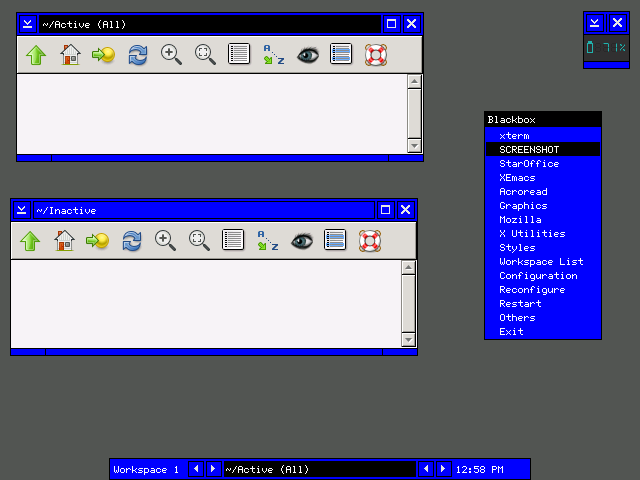 ~/Active (All)
71%
~/Inactive
Blackbox
xterm
SCREENSHOT
StarOffice
XEmacs
Acroread
Graphics
Mozilla
X Utilities
Styles
Workspace List
Configuration
Reconfigure
Restart
Others
Exit
Workspace 1
~/Active (All)
12:58 PM